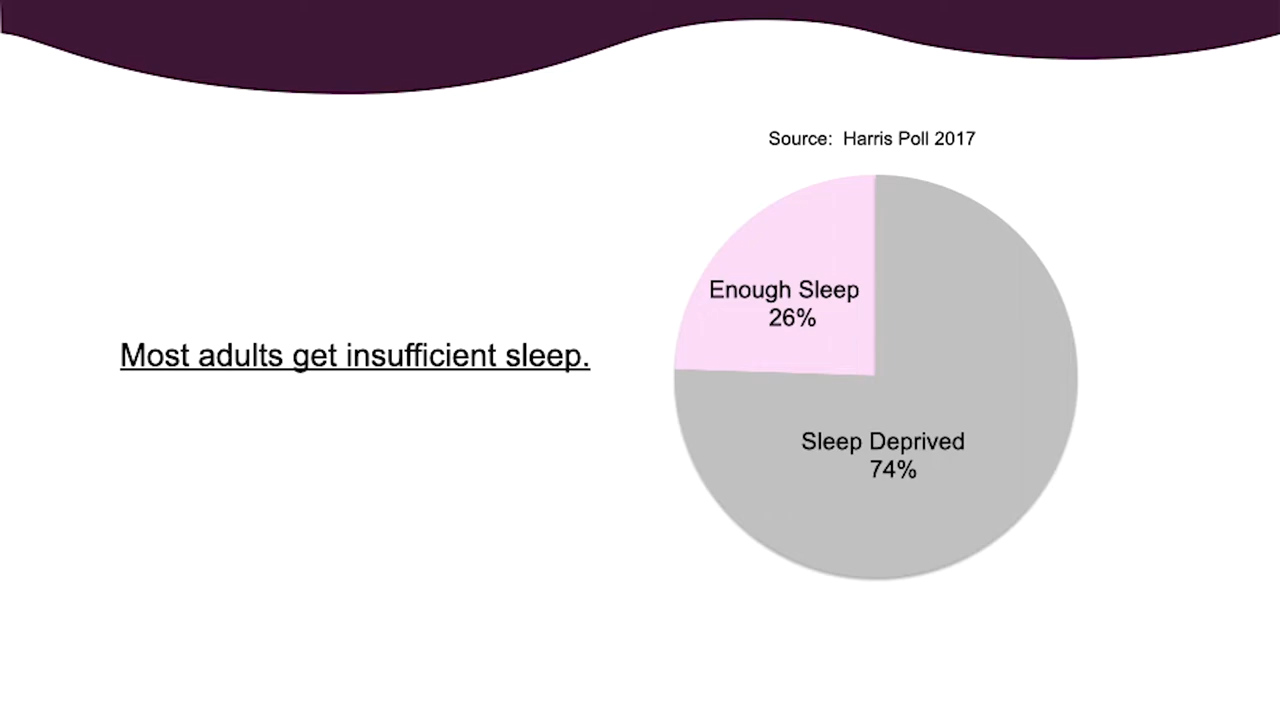 Source: Harris Poll 2017
Enough Sleep
26%
Most adults get insufficient sleep.
Sleep Deprived
74%